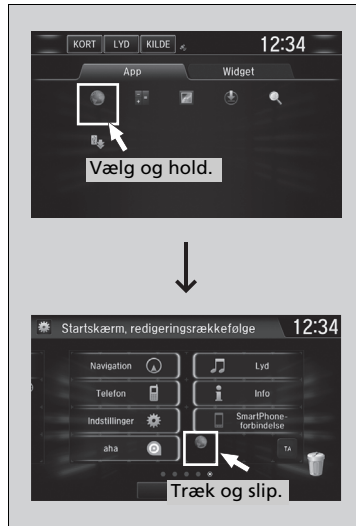 KORT LYD KILDE 12:34
App Widget
Vælg og hold.
Startskærm, redigeringsrækkefølge 12:34
Navigation Lyd
Telefon Info
Indstillinger SmartPhone-
forbindelse
aha TA
Træk og slip.